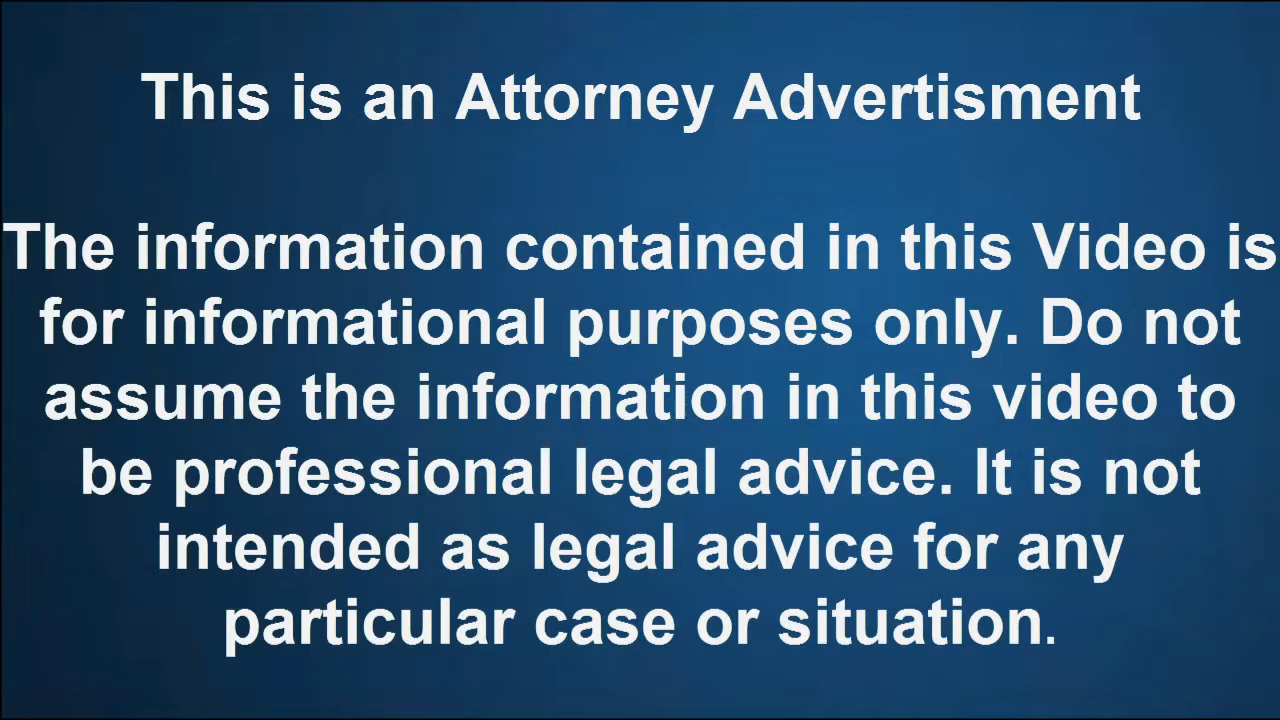 This is an Attorney Advertisment
The information contained in this Video is
for informational purposes only. Do not
assume the information in this video to
be professional legal advice. It is not
intended as legal advice for any
particular case or situation.